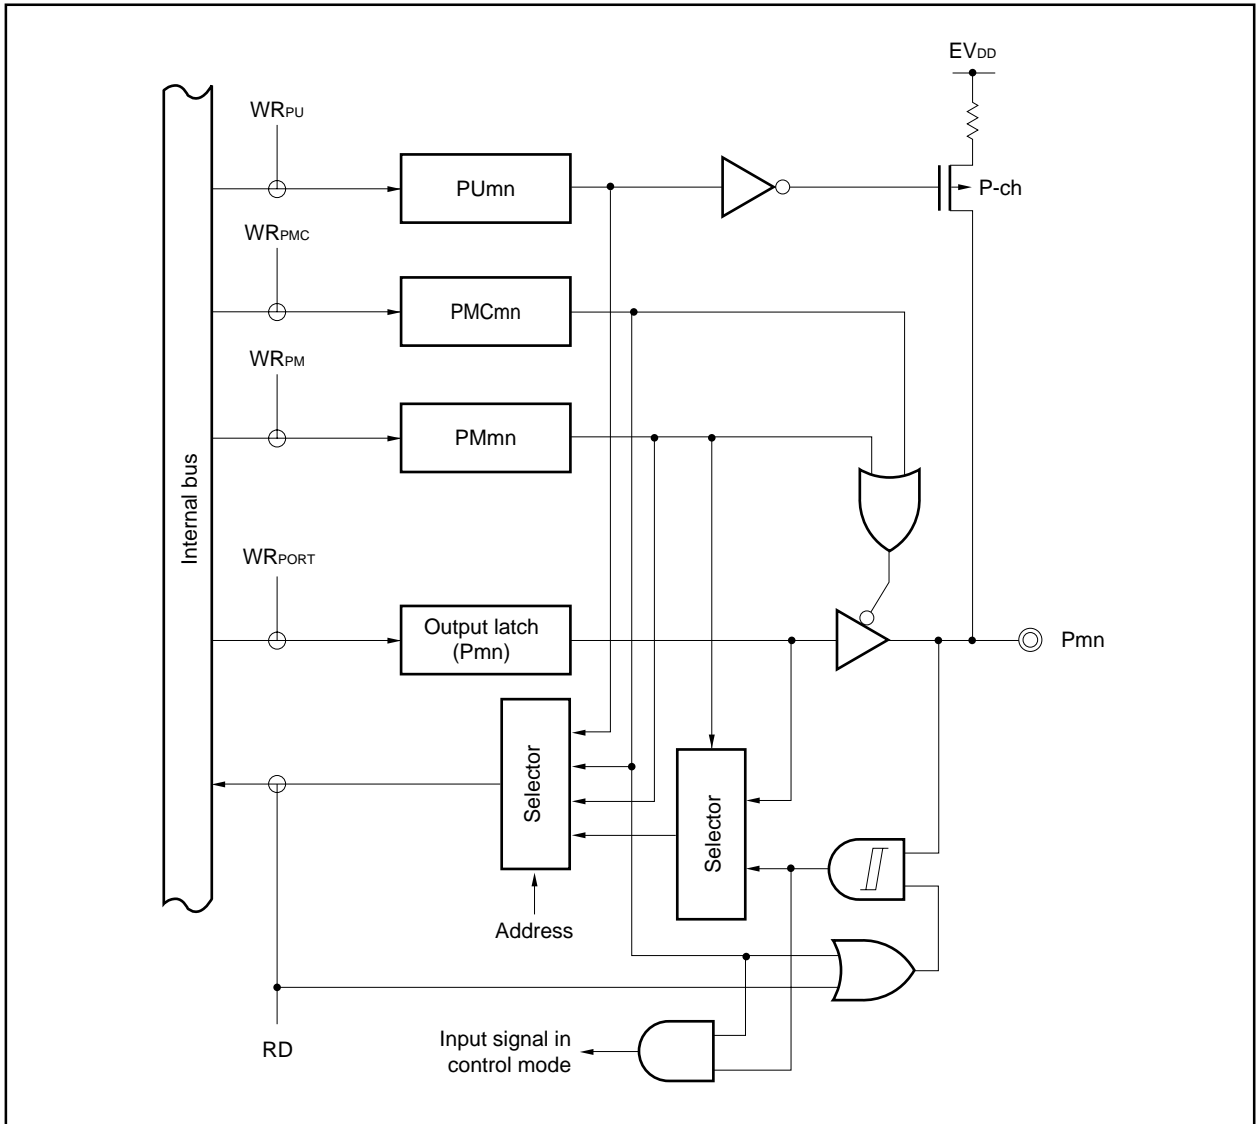 EVDD
WRPU
PUmn
P-ch
WRPMC
PMCmn
WRPM
PMmn
Internal bus
WRPORT
Output latch
(Pmn)
Pmn
Selector
Selector
Address
Input signal in
control mode
RD